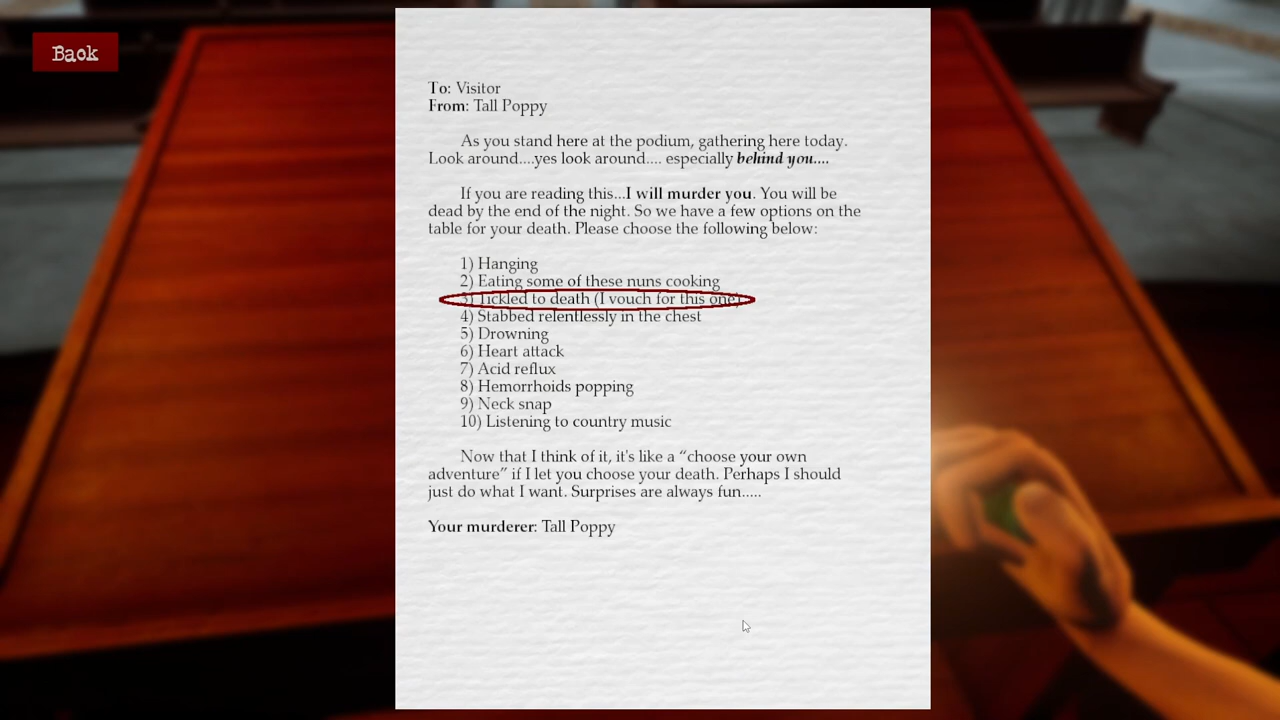 Back
To: Visitor
From: Tall Poppy
As you stand here at the podium, gathering here today.
Look around....yes look around.... especially behind you....
If you are reading this...I will murder you. You will be
dead by the end of the night. So we have a few options on the
table for your death. Please choose the following below:
1) Hanging
2) Eating some of these nuns cooking
3) Tickled to death (I vouch for this one)
4) Stabbed relentlessly in the chest
5) Drowning
6) Heart attack
7) Acid reflux
8) Hemorrhoids popping
9) Neck snap
10) Listening to country music
Now that I think of it, it's like a “choose your own
adventure” if I let you choose your death. Perhaps I should
just do what I want. Surprises are always fun.....
Your murderer: Tall Poppy